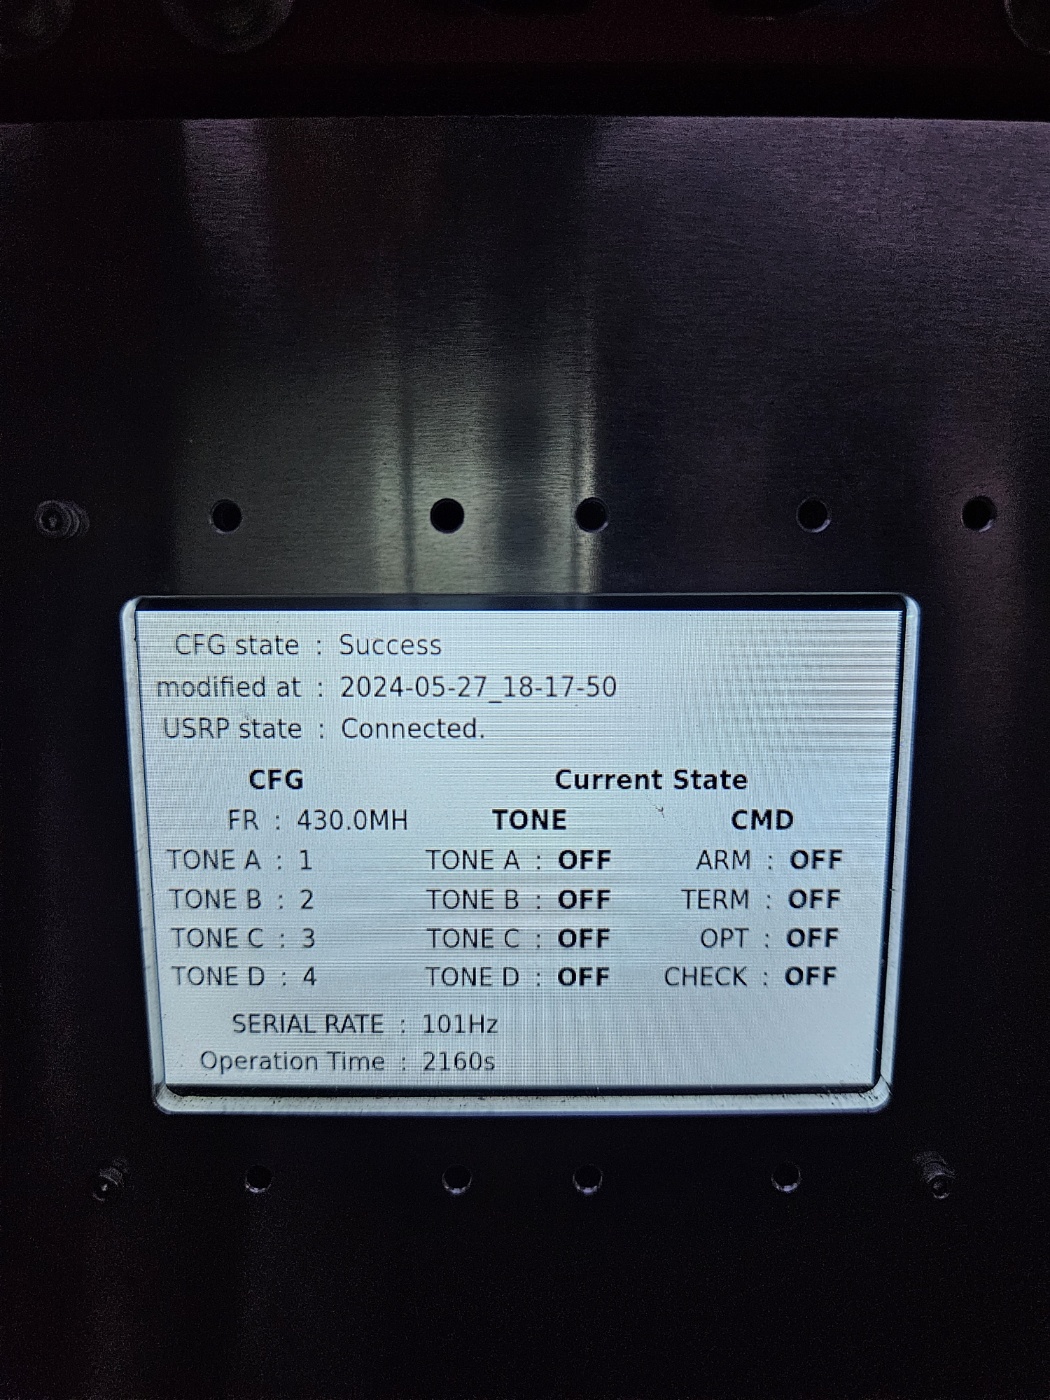 CFG state : Success
modified at : 2024-05-27_18-17-50
USRP state : Connected.
CFG Current State
FR : 430.0MH TONE CMD
TONE A : 1 TONE A : OFF ARM : OFF
TONE B : 2 TONE B : OFF TERM : OFF
TONE C : 3 TONE C : OFF OPT : OFF
TONE D : 4 TONE D : OFF CHECK : OFF
SERIAL RATE : 101Hz
Operation Time : 2160s